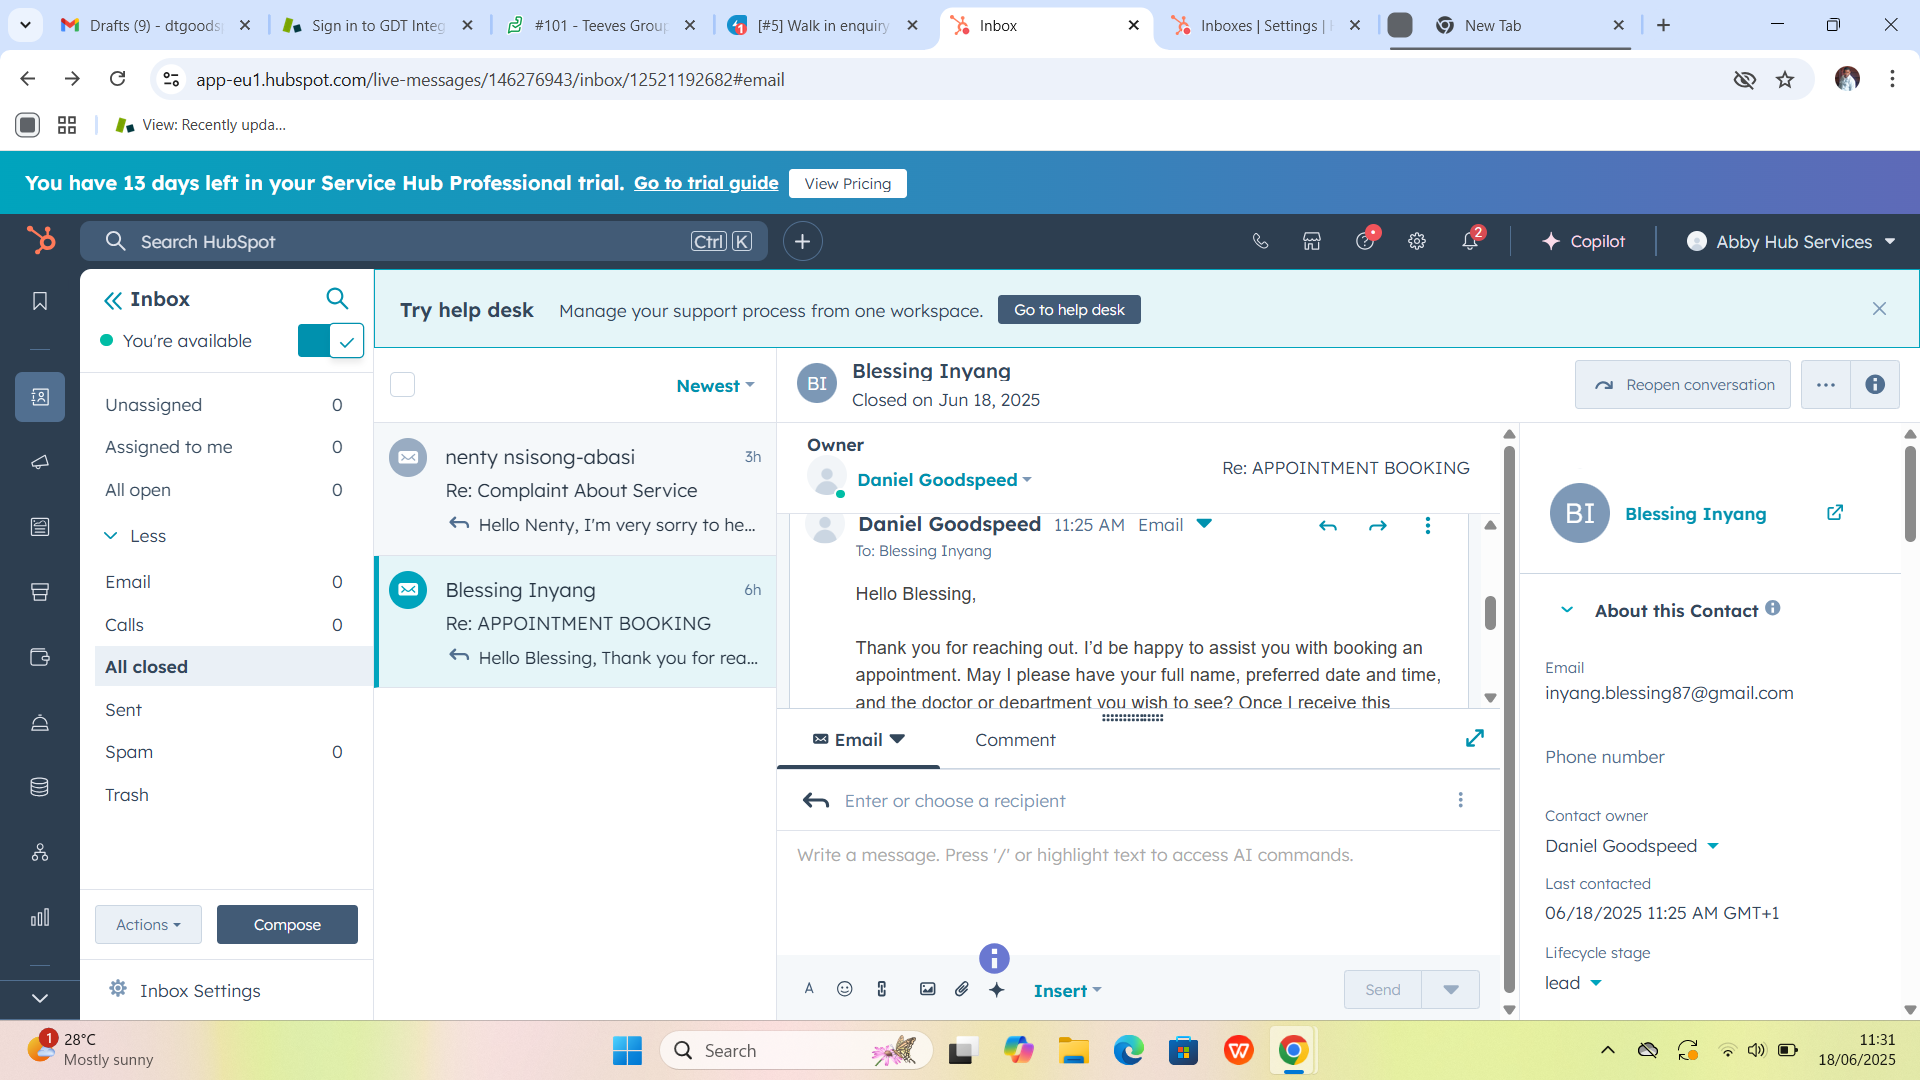 Drafts (9) - dtgoods
Sign in to GDT Integ
#101 - Teeves Group
[#5] Walk in enquiry
Inbox
Inboxes | Settings |
New Tab
app-eu1.hubspot.com/live-messages/146276943/inbox/12521192682#email
View: Recently upda...
You have 13 days left in your Service Hub Professional trial. Go to trial guide View Pricing
Search HubSpot Ctrl K
2
Copilot
Abby Hub Services
Inbox
You're available
Unassigned 0
Assigned to me 0
All open 0
Less
Email 0
Calls 0
All closed
Sent
Spam 0
Trash
Actions
Compose
Inbox Settings
Try help desk Manage your support process from one workspace. Go to help desk
Newest
nenty nsisong-abasi 3h
Re: Complaint About Service
Hello Nenty, I'm very sorry to he...
Blessing Inyang 6h
Re: APPOINTMENT BOOKING
Hello Blessing, Thank you for rea...
BI
Blessing Inyang
Closed on Jun 18, 2025
Reopen conversation
Owner
Daniel Goodspeed
Re: APPOINTMENT BOOKING
Daniel Goodspeed 11:25 AM Email
To: Blessing Inyang
Hello Blessing,
Thank you for reaching out. I'd be happy to assist you with booking an
appointment. May I please have your full name, preferred date and time,
and the doctor or department you wish to see? Once I receive this
Email
Comment
Enter or choose a recipient
Write a message. Press '/' or highlight text to access AI commands.
Insert
Send
BI
Blessing Inyang
About this Contact
Email
inyang.blessing87@gmail.com
Phone number
Contact owner
Daniel Goodspeed
Last contacted
06/18/2025 11:25 AM GMT+1
Lifecycle stage
lead
1
28°C
Mostly sunny
Search
11:31
18/06/2025